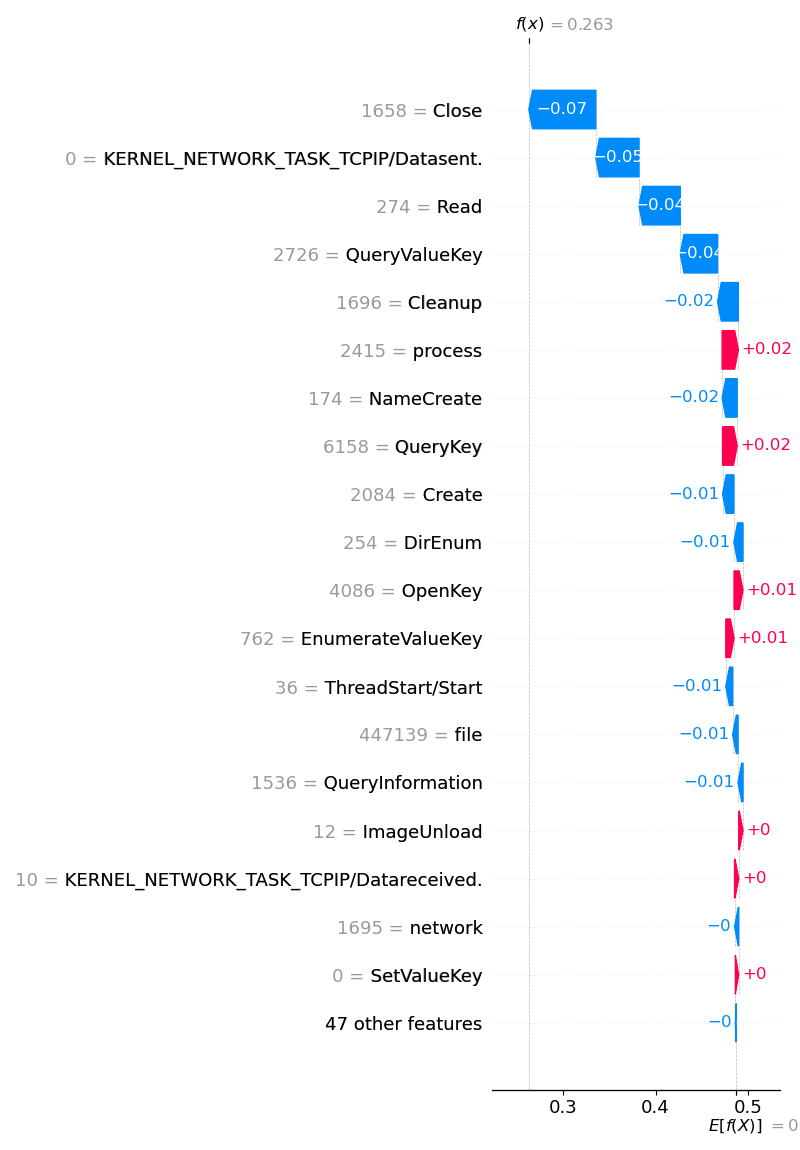 f(x) = 0.263
1658 = Close
−0.07
0 = KERNEL_NETWORK_TASK_TCPIP/Datasent.
−0.05
274 = Read
−0.04
2726 = QueryValueKey
−0.04
1696 = Cleanup
−0.02
2415 = process
+0.02
174 = NameCreate
−0.02
6158 = QueryKey
+0.02
2084 = Create
−0.01
254 = DirEnum
−0.01
4086 = OpenKey
+0.01
762 = EnumerateValueKey
+0.01
36 = ThreadStart/Start
−0.01
447139 = file
−0.01
1536 = QueryInformation
−0.01
12 = ImageUnload
+0
10 = KERNEL_NETWORK_TASK_TCPIP/Datareceived.
+0
1695 = network
−0
0 = SetValueKey
+0
47 other features
−0
0.3 0.4 0.5
E[f(X)] = 0